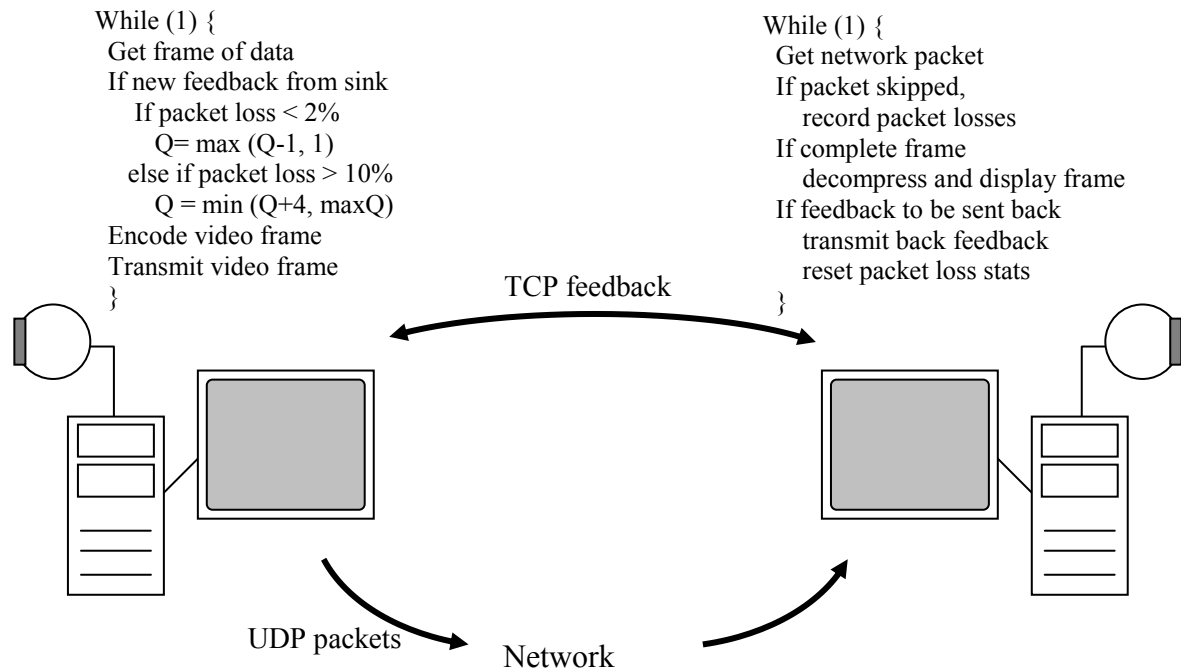 While (1) {
Get frame of data
If new feedback from sink
If packet loss < 2%
Q= max (Q-1, 1)
else if packet loss > 10%
Q = min (Q+4, maxQ)
Encode video frame
Transmit video frame
}
While (1) {
Get network packet
If packet skipped,
record packet losses
If complete frame
decompress and display frame
If feedback to be sent back
transmit back feedback
reset packet loss stats
}
TCP feedback
UDP packets
Network